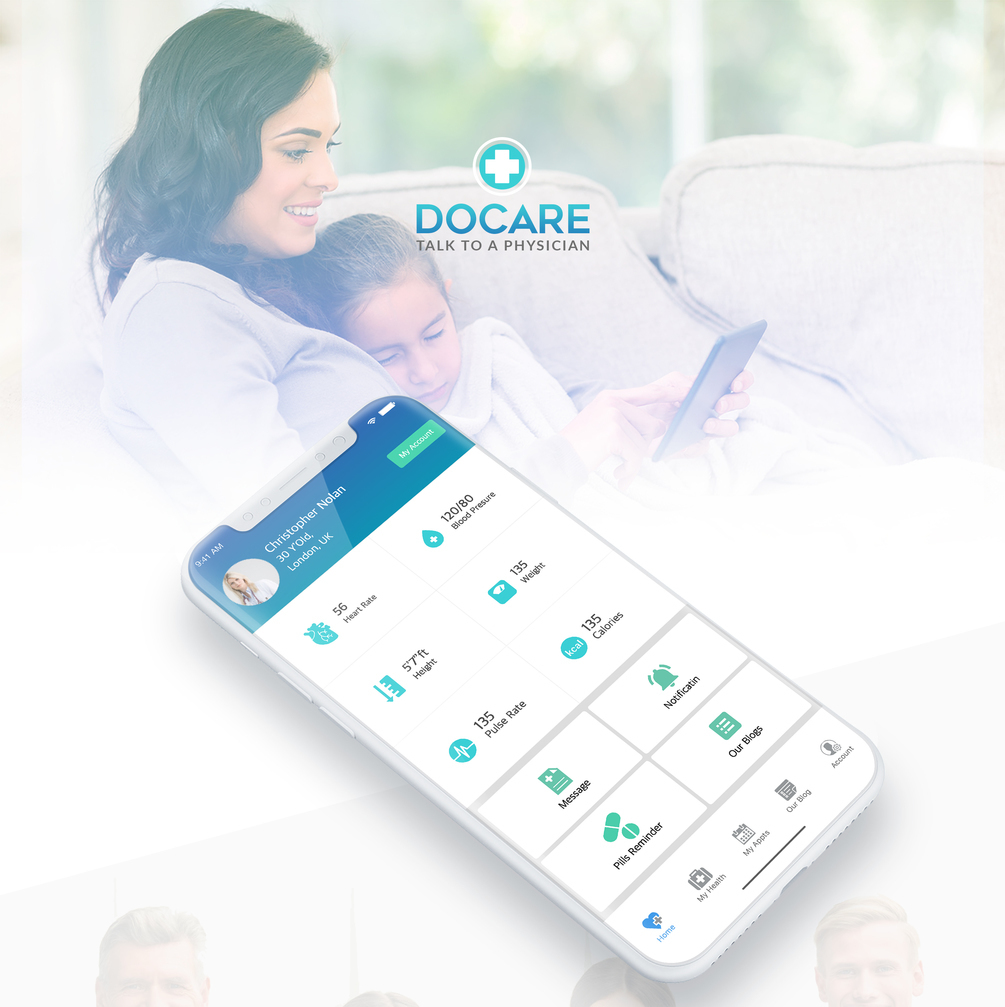 DOCARE
TALK TO A PHYSICIAN
9:41 AM
My Account
Christopher Nolan
30 Y'Old,
London, UK
56
Heart Rate
120/80
Blood Presure
5'7"ft
Height
135
Weight
135
Pulse Rate
kcal
135
Calories
Message
Notificatin
Pills Reminder
Our Blogs
Home
My Health
My Appts
Our Blog
Account